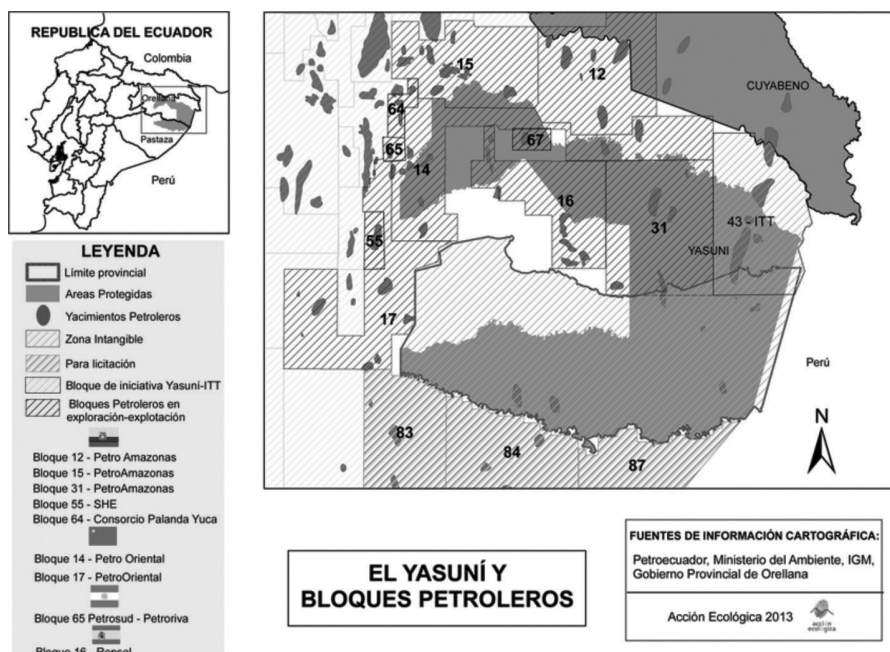 REPUBLICA DEL ECUADOR
Colombia
Orellana
Pastaza
Perú
LEYENDA
Límite provincial
Areas Protegidas
Yacimientos Petroleros
Zona Intangible
Para licitación
Bloque de iniciativa Yasuní-ITT
Bloques Petroleros en
exploración-explotación
Bloque 12 - Petro Amazonas
Bloque 15 - PetroAmazonas
Bloque 31 - PetroAmazonas
Bloque 55 - SHE
Bloque 64 - Consorcio Palanda Yuca
Bloque 14 - Petro Oriental
Bloque 17 - PetroOriental
Bloque 65 Petrosud - Petroriva
Bloque 16 - Repsol
15
12
CUYABENO
64
67
65
14
16
31
43 - ITT
YASUNI
55
17
Perú
N
83
84
87
EL YASUNÍ Y
BLOQUES PETROLEROS
FUENTES DE INFORMACIÓN CARTOGRÁFICA:
Petroecuador, Ministerio del Ambiente, IGM,
Gobierno Provincial de Orellana
Acción Ecológica 2013
acción
ecológica